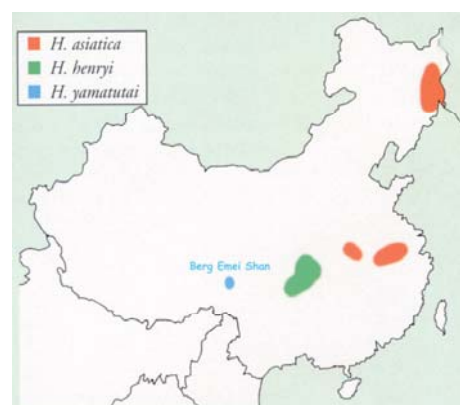 H. asiatica
H. henryi
H. yamatutai
Berg Emei Shan